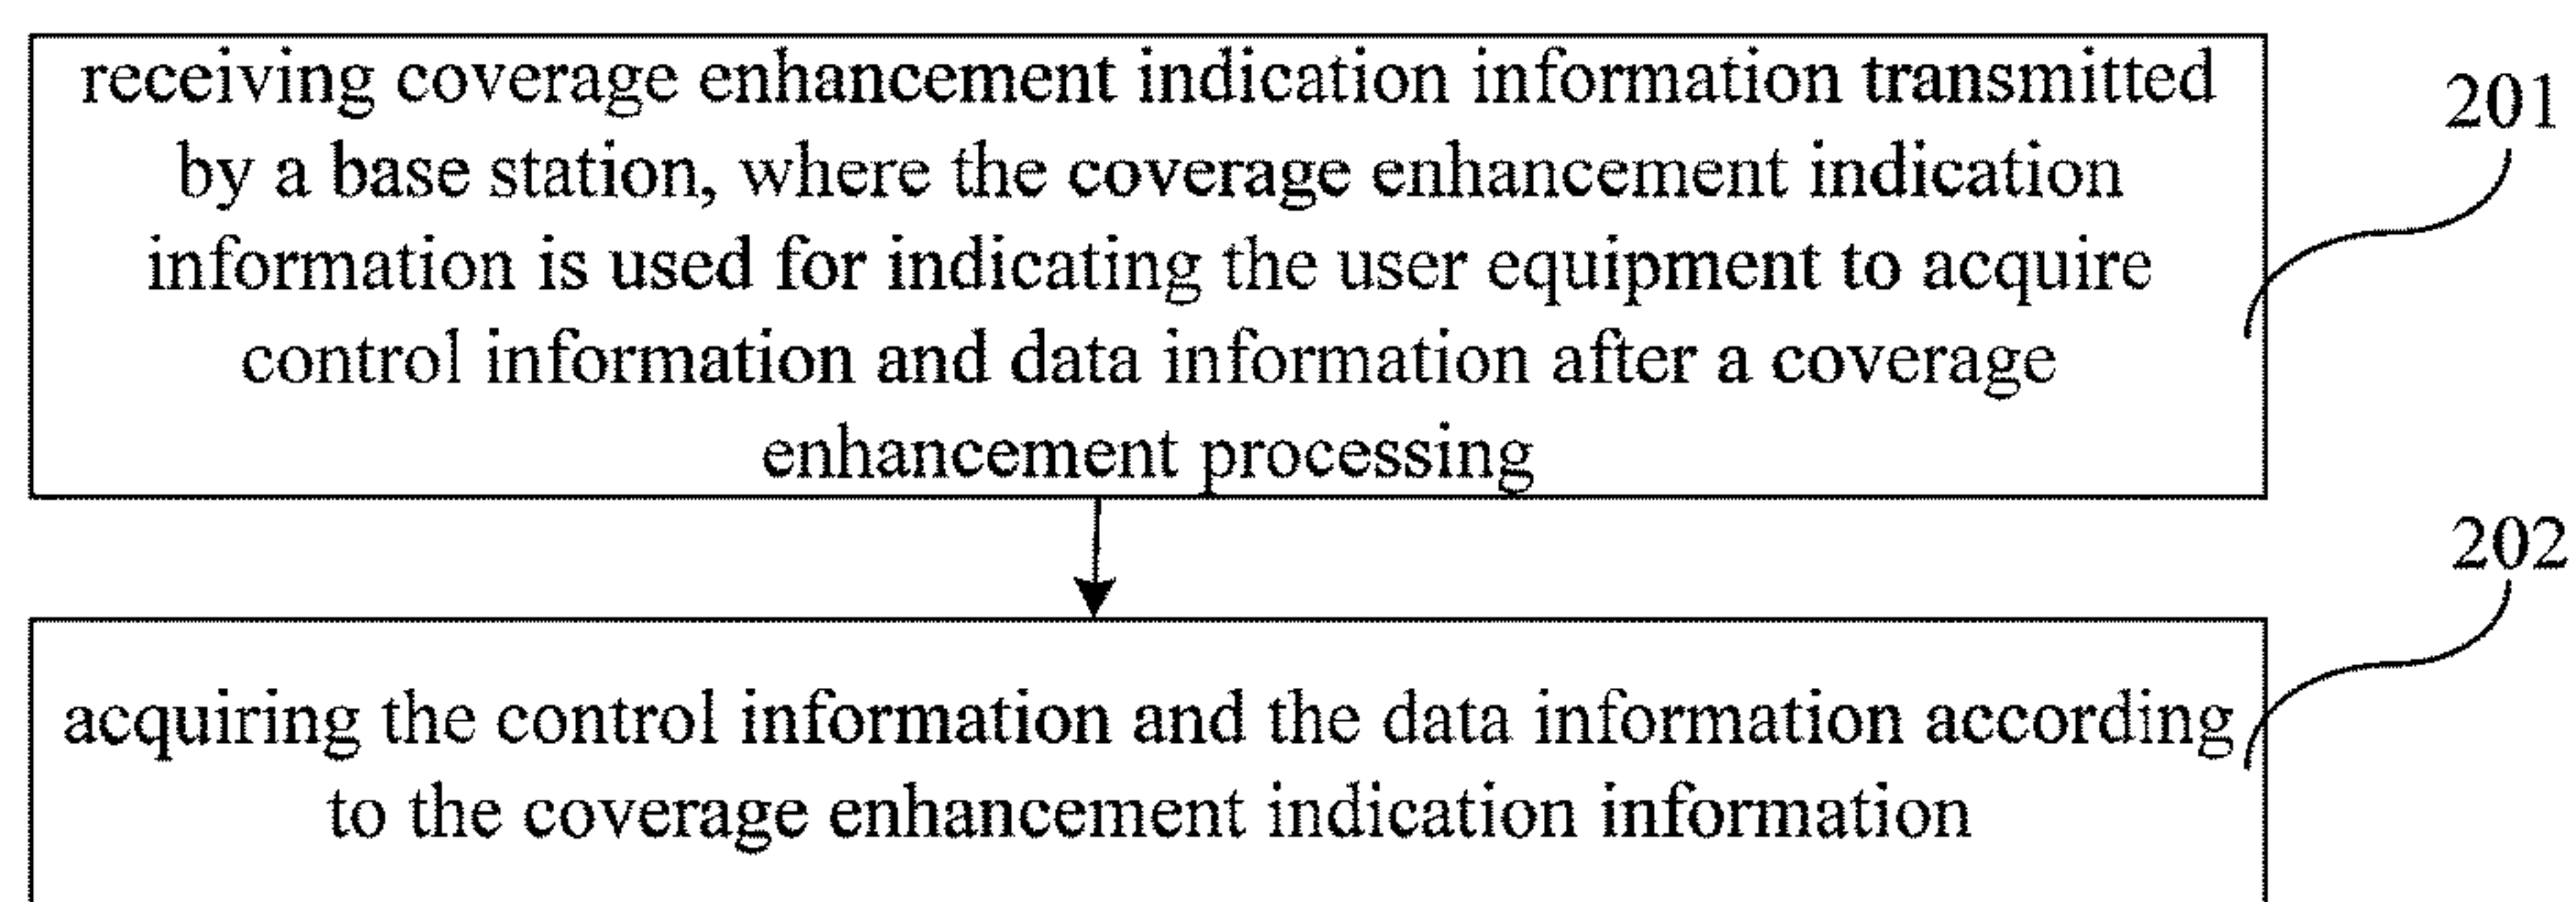 receiving coverage enhancement indication information transmitted
201
by a base station, where the coverage enhancement indication
information is used for indicating the user equipment to acquire
control information and data information after a coverage
enhancement processing
202
acquiring the control information and the data information according
to the coverage enhancement indication information